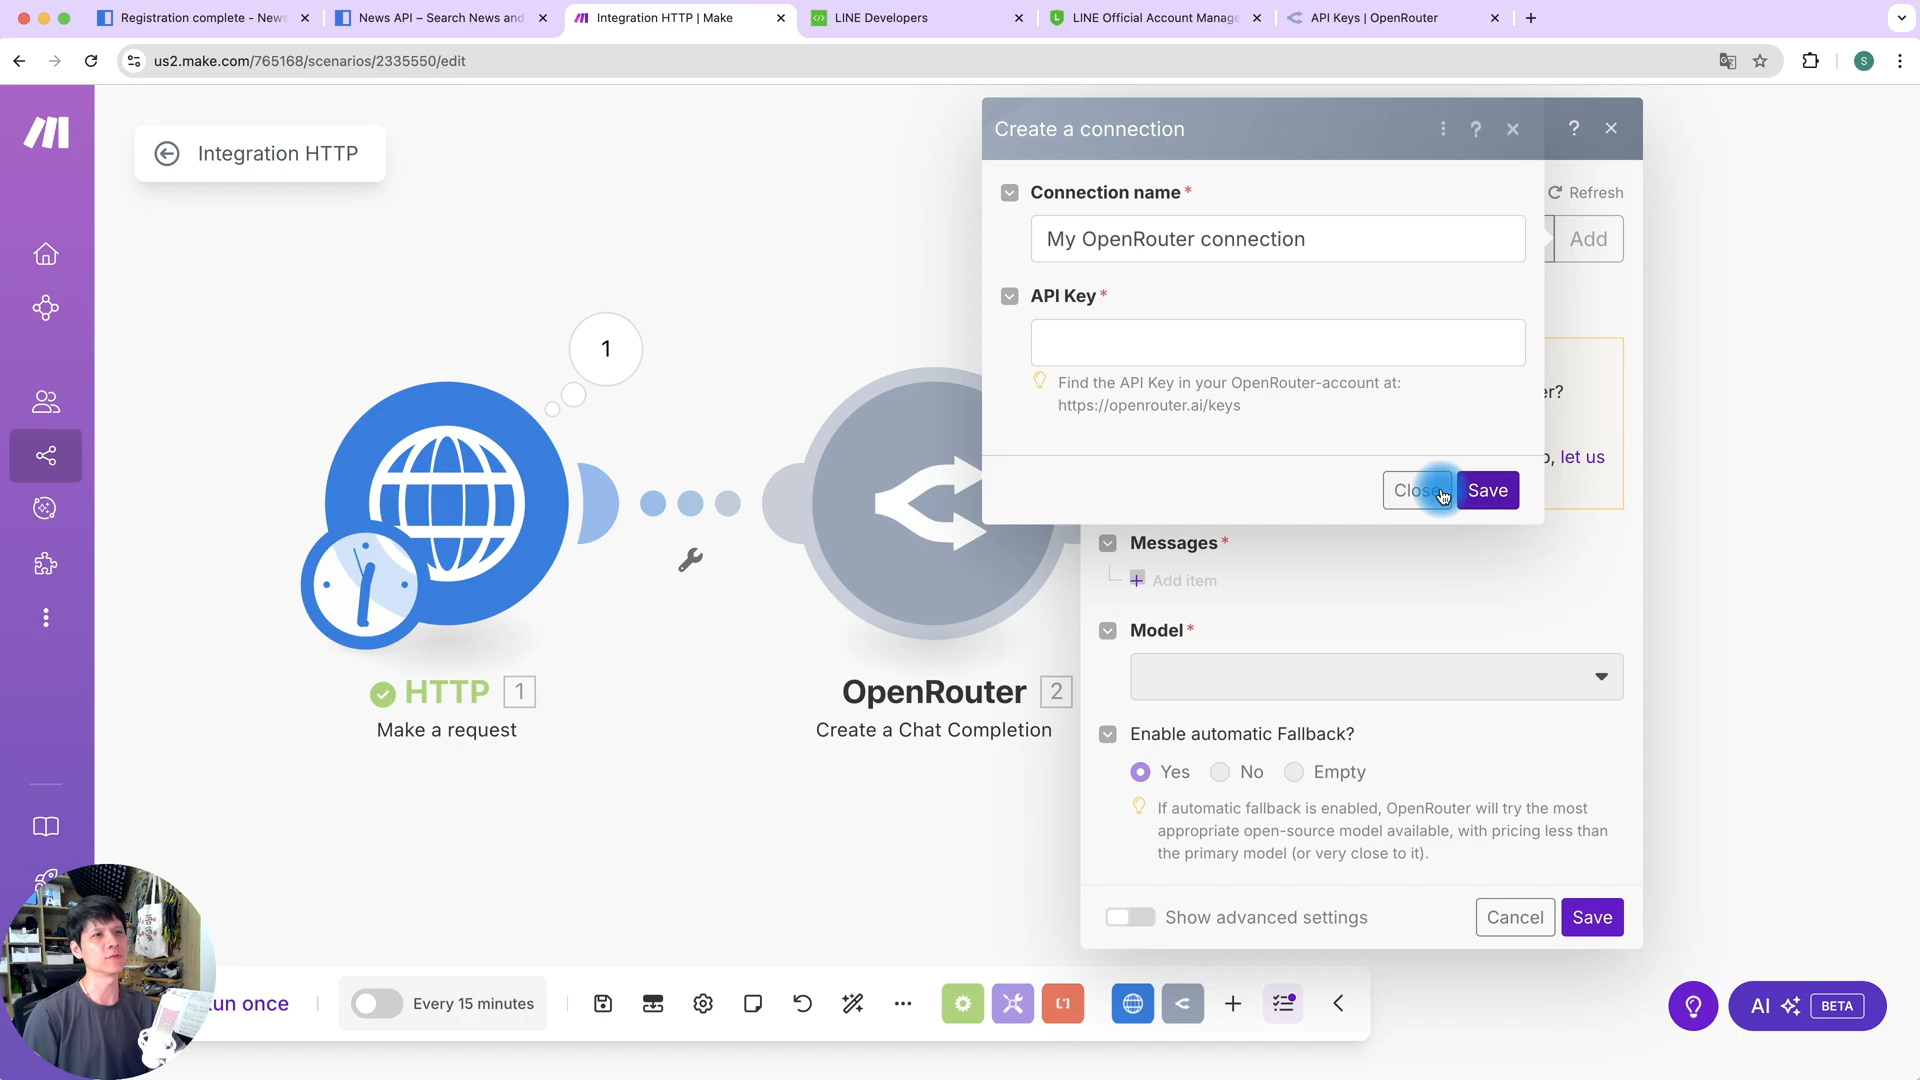 Registration complete - News
News API – Search News and
Integration HTTP | Make
LINE Developers
LINE Official Account Manage
API Keys | OpenRouter
us2.make.com/765168/scenarios/2335550/edit
S
Integration HTTP
Create a connection
Connection name *
Refresh
My OpenRouter connection
Add
API Key *
Find the API Key in your OpenRouter-account at:
https://openrouter.ai/keys
er?
let us
Close
Save
1
HTTP 1
Make a request
OpenRouter 2
Create a Chat Completion
Messages *
Add item
Model *
Enable automatic Fallback?
Yes
No
Empty
If automatic fallback is enabled, OpenRouter will try the most
appropriate open-source model available, with pricing less than
the primary model (or very close to it).
Show advanced settings
Cancel
Save
un once
Every 15 minutes
AI
BETA